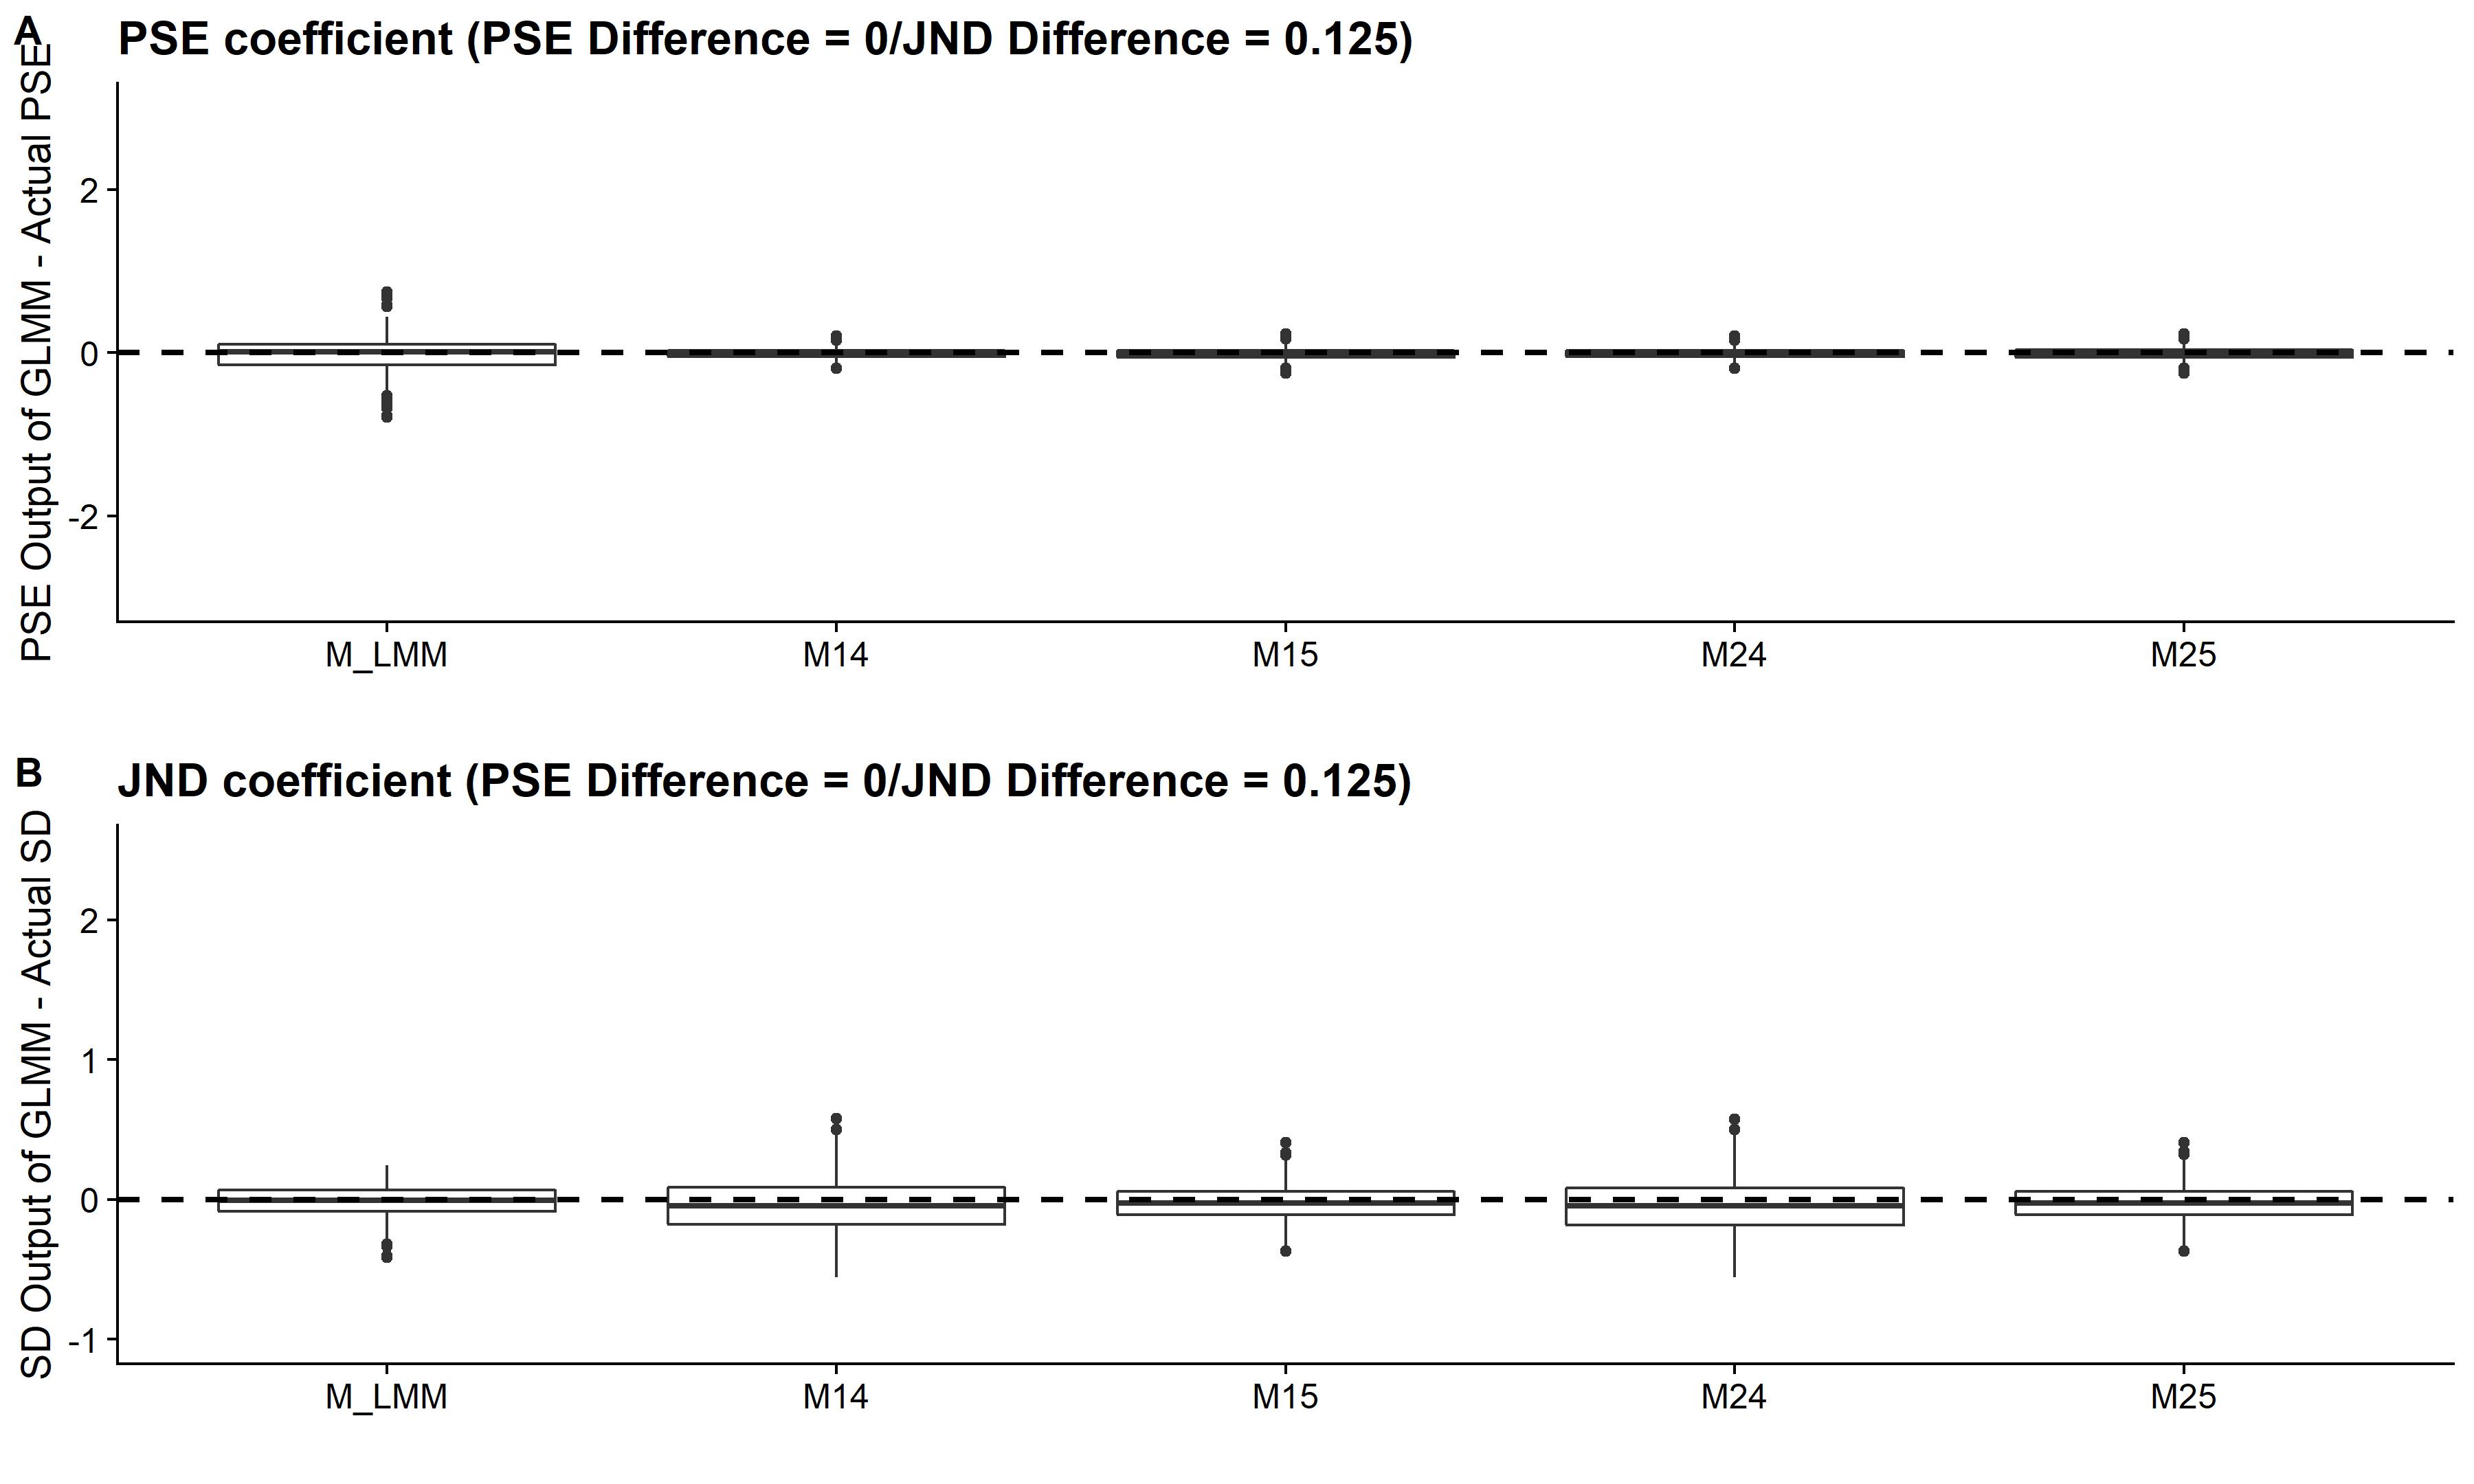 A
PSE coefficient (PSE Difference = 0/JND Difference = 0.125)
PSE Output of GLMM - Actual PSE
2
0
-2
M_LMM M14 M15 M24 M25
B
JND coefficient (PSE Difference = 0/JND Difference = 0.125)
SD Output of GLMM - Actual SD
2
1
0
-1
M_LMM M14 M15 M24 M25